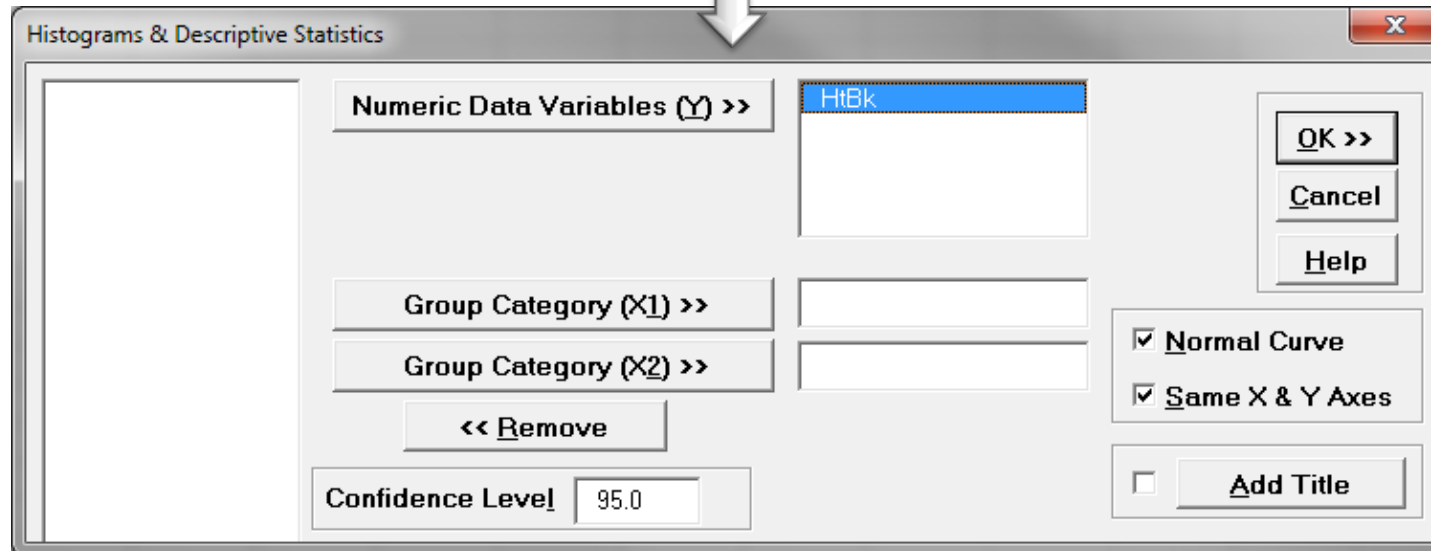 Histograms & Descriptive Statistics
Numeric Data Variables (Y) >>
HtBk
OK >>
Cancel
Help
Group Category (X1) >>
Group Category (X2) >>
<< Remove
Normal Curve
Same X & Y Axes
Confidence Level 95.0
Add Title